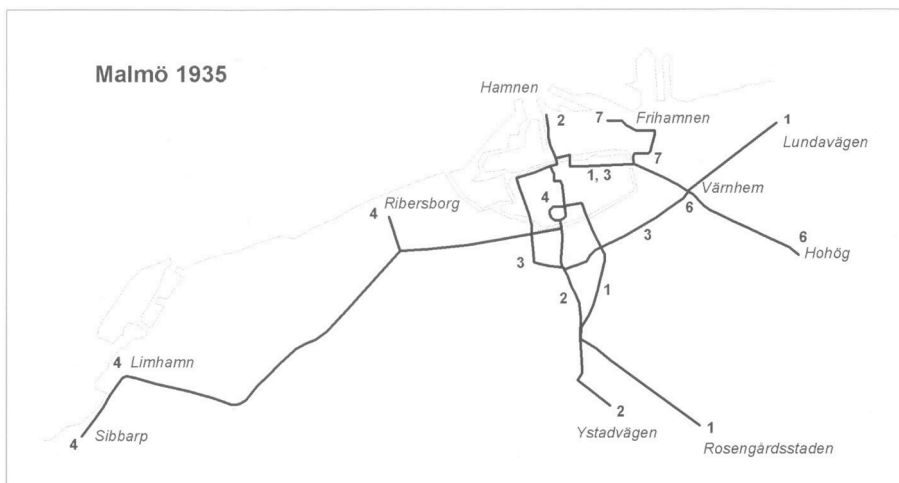 Malmö 1935
Hamnen
2
7
Frihamnen
1
Lundavägen
7
1, 3
Värnhem
4
Ribersborg
4
6
3
6
Hohög
3
2
1
4
Limhamn
2
Ystadvägen
1
Rosengårdsstaden
4
Sibbarp